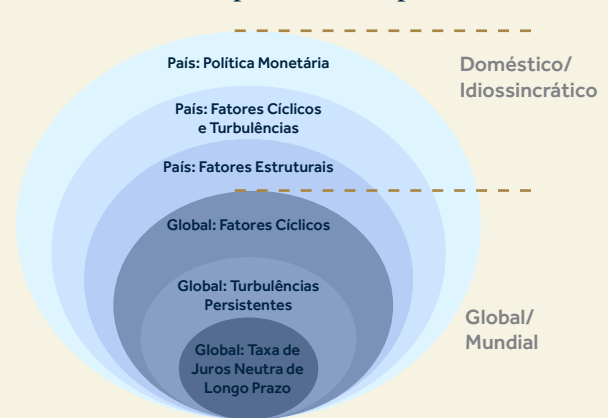 País: Política Monetária
Doméstico/
Idiossincrático
País: Fatores Cíclicos
e Turbulências
País: Fatores Estruturais
Global: Fatores Cíclicos
Global: Turbulências
Persistentes
Global/
Mundial
Global: Taxa de
Juros Neutra de
Longo Prazo